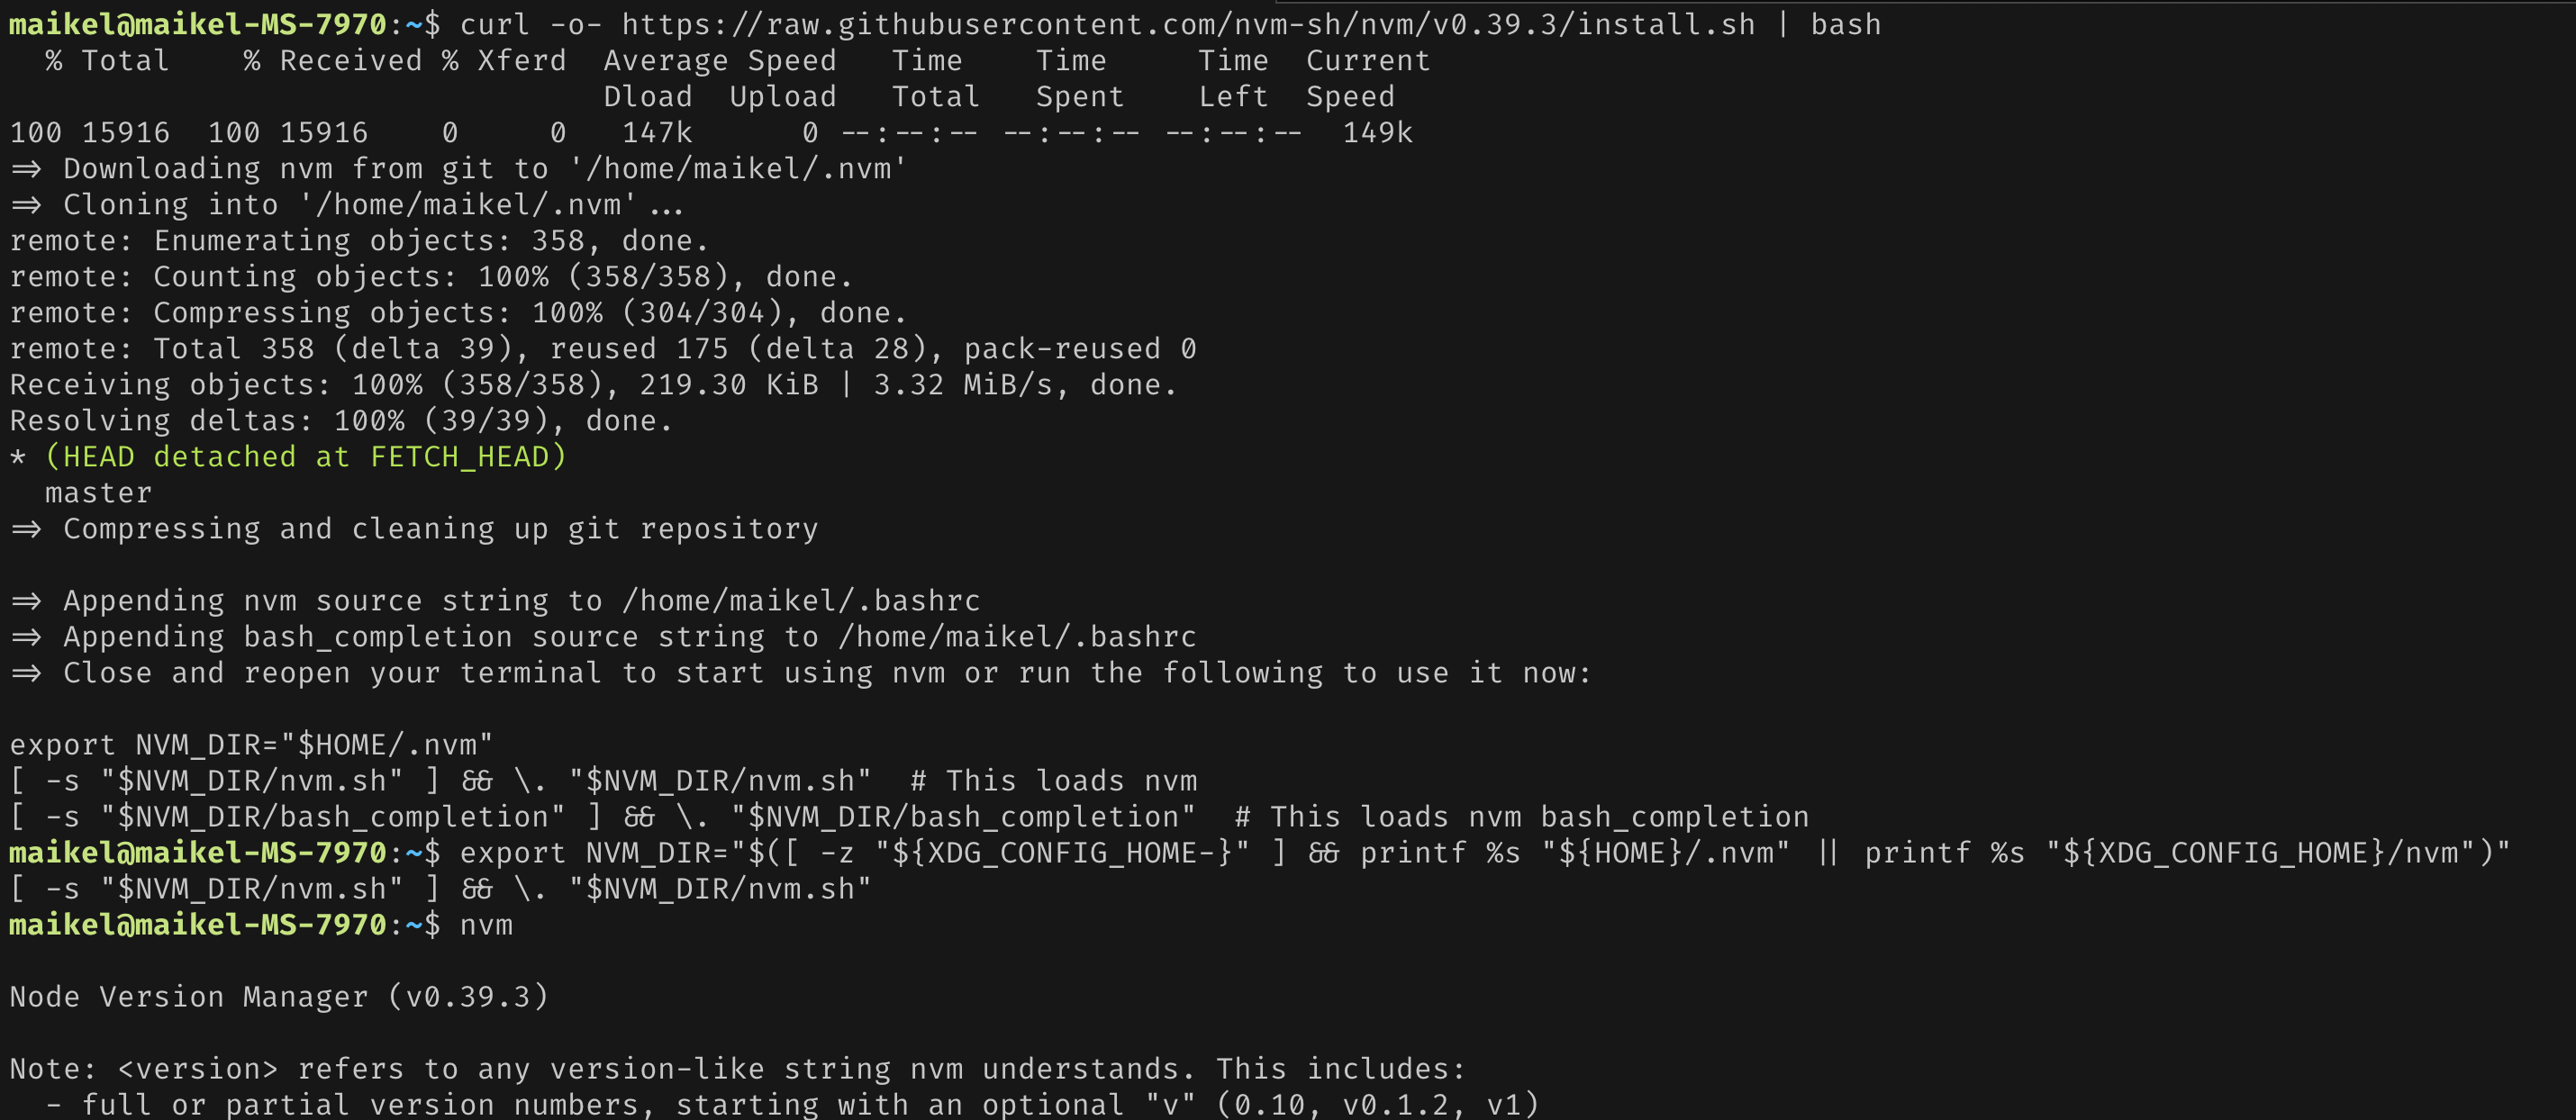 maikel@maikel-MS-7970:~$ curl -o- https://raw.githubusercontent.com/nvm-sh/nvm/v0.39.3/install.sh | bash
  % Total    % Received % Xferd  Average Speed   Time    Time     Time  Current
                                 Dload  Upload   Total   Spent    Left  Speed
100 15916  100 15916    0     0   147k      0 --:--:-- --:--:-- --:--:--  149k
=> Downloading nvm from git to '/home/maikel/.nvm'
=> Cloning into '/home/maikel/.nvm'...
remote: Enumerating objects: 358, done.
remote: Counting objects: 100% (358/358), done.
remote: Compressing objects: 100% (304/304), done.
remote: Total 358 (delta 39), reused 175 (delta 28), pack-reused 0
Receiving objects: 100% (358/358), 219.30 KiB | 3.32 MiB/s, done.
Resolving deltas: 100% (39/39), done.
* (HEAD detached at FETCH_HEAD)
  master
=> Compressing and cleaning up git repository
=> Appending nvm source string to /home/maikel/.bashrc
=> Appending bash_completion source string to /home/maikel/.bashrc
=> Close and reopen your terminal to start using nvm or run the following to use it now:
export NVM_DIR="$HOME/.nvm"
[ -s "$NVM_DIR/nvm.sh" ] && \. "$NVM_DIR/nvm.sh"  # This loads nvm
[ -s "$NVM_DIR/bash_completion" ] && \. "$NVM_DIR/bash_completion"  # This loads nvm bash_completion
maikel@maikel-MS-7970:~$ export NVM_DIR="$([ -z "${XDG_CONFIG_HOME-}" ] && printf %s "${HOME}/.nvm" || printf %s "${XDG_CONFIG_HOME}/nvm")"
[ -s "$NVM_DIR/nvm.sh" ] && \. "$NVM_DIR/nvm.sh"
maikel@maikel-MS-7970:~$ nvm
Node Version Manager (v0.39.3)
Note: <version> refers to any version-like string nvm understands. This includes:
  - full or partial version numbers, starting with an optional "v" (0.10, v0.1.2, v1)